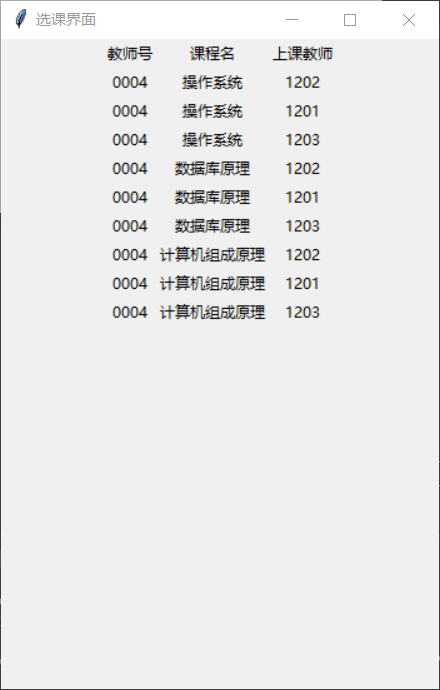 选课界面
教师号 课程名 上课教师
0004 操作系统 1202
0004 操作系统 1201
0004 操作系统 1203
0004 数据库原理 1202
0004 数据库原理 1201
0004 数据库原理 1203
0004 计算机组成原理 1202
0004 计算机组成原理 1201
0004 计算机组成原理 1203